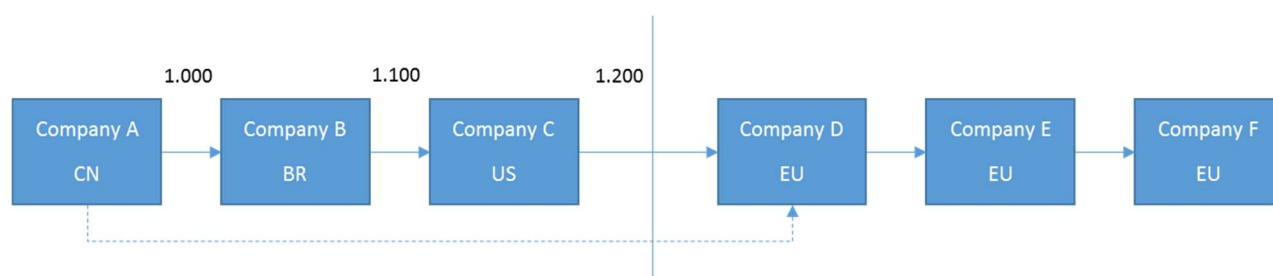 1.000
1.100
1.200
Company A
CN
Company B
BR
Company C
US
Company D
EU
Company E
EU
Company F
EU